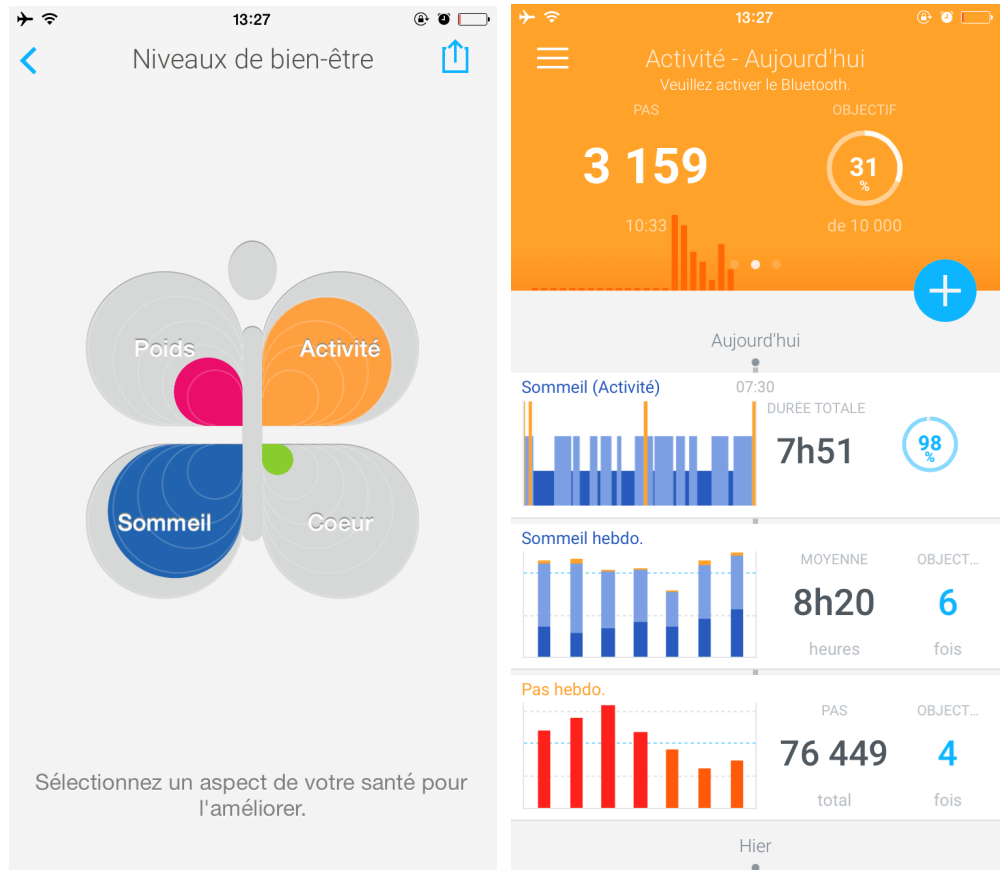 13:27
Niveaux de bien-être
Poids
Activité
Sommeil
Coeur
Sélectionnez un aspect de votre santé pour
l'améliorer.
13:27
Activité - Aujourd'hui
Veuillez activer le Bluetooth.
PAS
OBJECTIF
3 159
31
%
10:33
de 10 000
Aujourd'hui
Sommeil (Activité)
07:30
DURÉE TOTALE
7h51
98
%
Sommeil hebdo.
MOYENNE
OBJECT...
8h20
6
heures
fois
Pas hebdo.
PAS
OBJECT...
76 449
4
total
fois
Hier